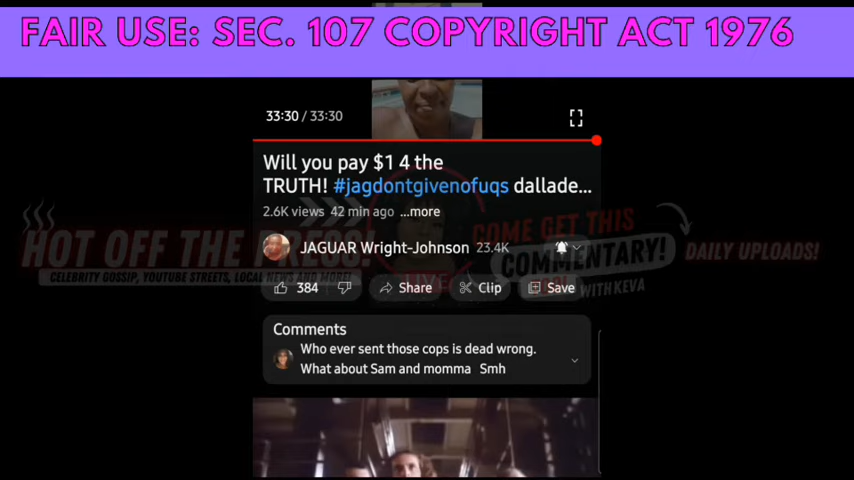 FAIR USE: SEC. 107 COPYRIGHT ACT 1976
33:30 / 33:30
Will you pay $1 4 the
TRUTH! #jagdontgivenofuqs dallade...
2.6K views 42 min ago ...more
HOT OFF THE PRESS!
CELEBRITY GOSSIP, YOUTUBE STREETS, LOCAL NEWS AND MORE!
COME GET THIS
COMMENTARY!
WITH KEVA
DAILY UPLOADS!
LIVE
JAGUAR Wright-Johnson 23.4K
384
Share
Clip
Save
Comments
Who ever sent those cops is dead wrong.
What about Sam and momma Smh